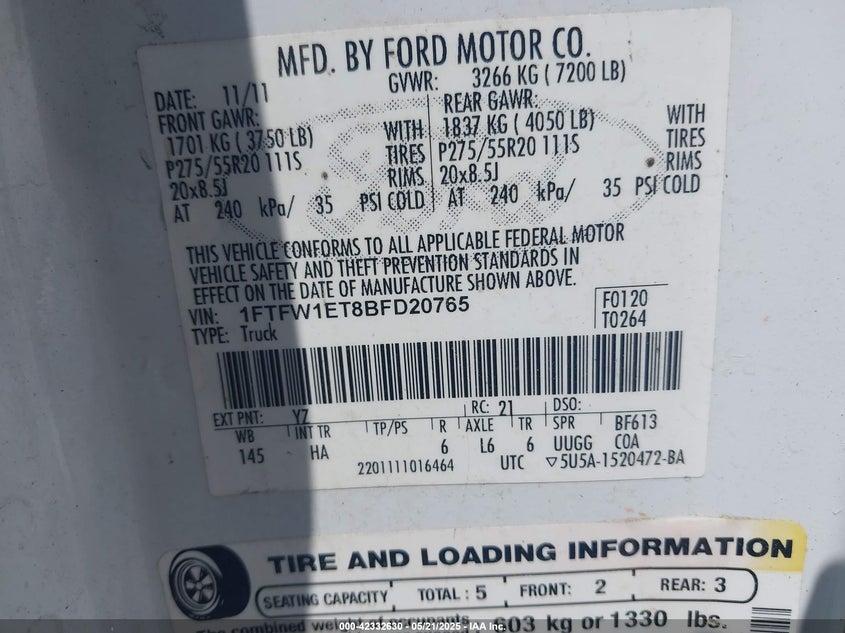 MFD. BY FORD MOTOR CO.
DATE: 11/11 GVWR: 3266 KG ( 7200 LB)
FRONT GAWR: REAR GAWR:
1701 KG ( 3750 LB) WITH 1837 KG ( 4050 LB) WITH
P275/55R20 111S TIRES P275/55R20 111S TIRES
20x8.5J RIMS 20x8.5J RIMS
AT 240 kPa/ 35 PSI COLD AT 240 kPa/ 35 PSI COLD
THIS VEHICLE CONFORMS TO ALL APPLICABLE FEDERAL MOTOR
VEHICLE SAFETY AND THEFT PREVENTION STANDARDS IN
EFFECT ON THE DATE OF MANUFACTURE SHOWN ABOVE.
VIN: 1FTFW1ET8BFD20765 F0120
TYPE: Truck T0264
EXT PNT: YZ RC: 21 DSO:
WB INT TR TP/PS R AXLE TR SPR BF613
145 HA 6 L6 6 UUGG COA
2201111016464 UTC ▽5U5A-1520472-BA
TIRE AND LOADING INFORMATION
SEATING CAPACITY TOTAL : 5 FRONT: 2 REAR: 3
The combined 603 kg or 1330 lbs.
000-42332630 - 05/21/2025 - IAA Inc.